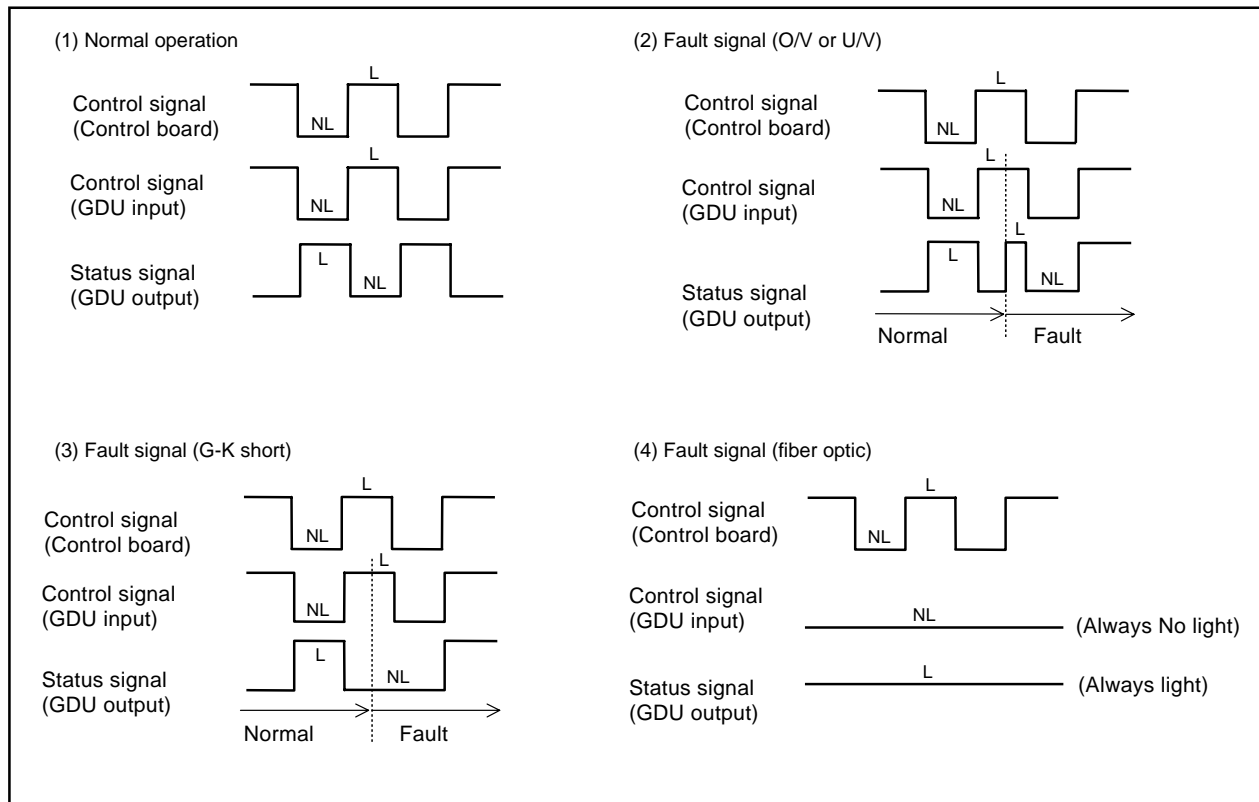 (1) Normal operation
L
Control signal
(Control board)
NL
L
Control signal
(GDU input)
NL
Status signal
(GDU output)
L
NL
(2) Fault signal (O/V or U/V)
L
Control signal
(Control board)
NL
L
Control signal
(GDU input)
NL
L
Status signal
(GDU output)
L
NL
Normal
Fault
(3) Fault signal (G-K short)
L
Control signal
(Control board)
NL
L
Control signal
(GDU input)
NL
Status signal
(GDU output)
L
NL
Normal
Fault
(4) Fault signal (fiber optic)
L
Control signal
(Control board)
NL
Control signal
(GDU input)
NL
(Always No light)
Status signal
(GDU output)
L
(Always light)